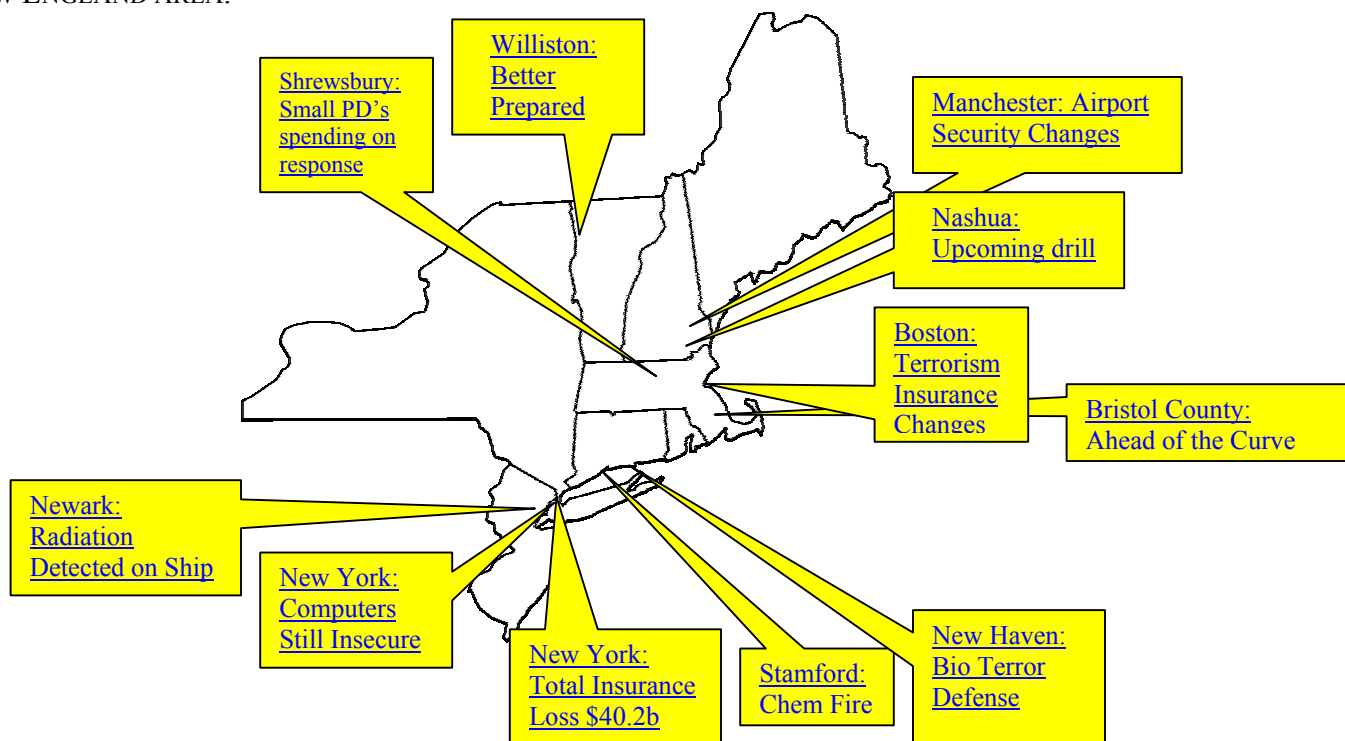 W ENGLAND AREA:
Williston:
Better
Prepared
Shrewsbury:
Small PD’s
spending on
response
Manchester: Airport
Security Changes
Nashua:
Upcoming drill
Boston:
Terrorism
Insurance
Changes
Bristol County:
Ahead of the Curve
Newark:
Radiation
Detected on Ship
New York:
Computers
Still Insecure
New York:
Total Insurance
Loss $40.2b
Stamford:
Chem Fire
New Haven:
Bio Terror
Defense